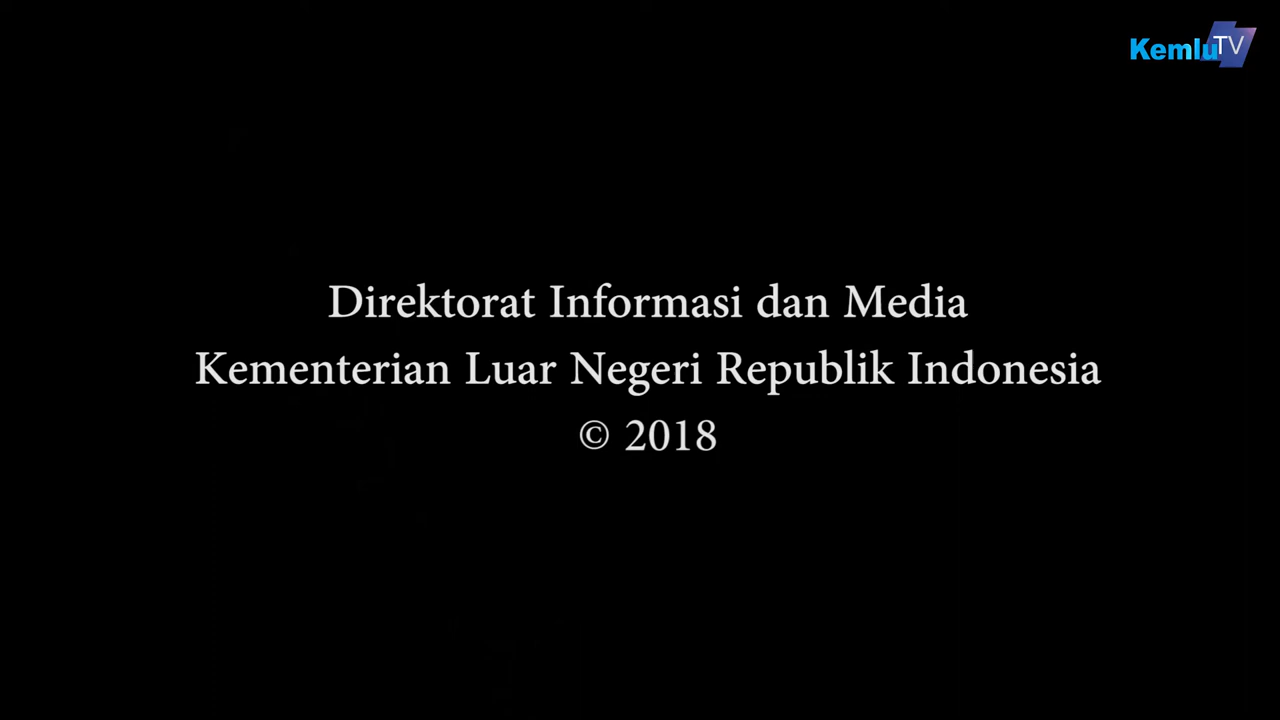 KemluTV
Direktorat Informasi dan Media
Kementerian Luar Negeri Republik Indonesia
© 2018